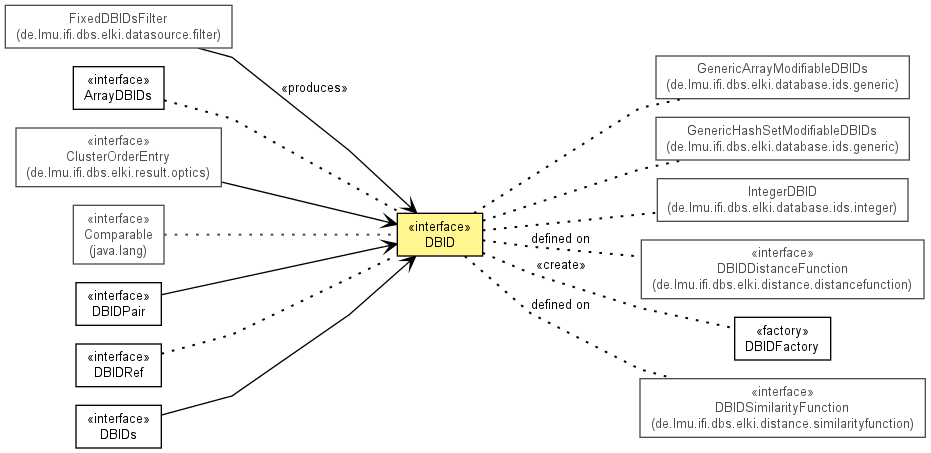 FixedDBIDsFilter
(de.lmu.ifi.dbs.elki.datasource.filter)
«interface»
ArrayDBIDs
«interface»
ClusterOrderEntry
(de.lmu.ifi.dbs.elki.result.optics)
«interface»
Comparable
(java.lang)
«interface»
DBIDPair
«interface»
DBIDRef
«interface»
DBIDs
«produces»
«interface»
DBID
defined on
«create»
defined on
GenericArrayModifiableDBIDs
(de.lmu.ifi.dbs.elki.database.ids.generic)
GenericHashSetModifiableDBIDs
(de.lmu.ifi.dbs.elki.database.ids.generic)
IntegerDBID
(de.lmu.ifi.dbs.elki.database.ids.integer)
«interface»
DBIDDistanceFunction
(de.lmu.ifi.dbs.elki.distance.distancefunction)
«factory»
DBIDFactory
«interface»
DBIDSimilarityFunction
(de.lmu.ifi.dbs.elki.distance.similarityfunction)